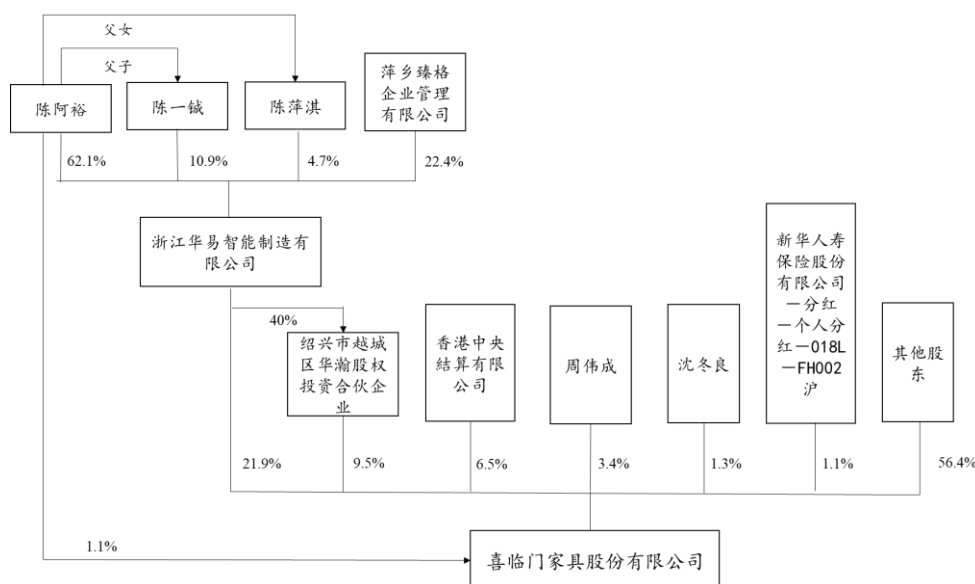 父女
父子
陈阿裕
陈一铖
陈萍淇
萍乡臻格
企业管理
有限公司
62.1%
10.9%
4.7%
22.4%
浙江华易智能制造有
限公司
40%
绍兴市越城
区华瀚股权
投资合伙企
业
香港中央
结算有限
公司
周伟成
沈冬良
新华人寿
保险股份
有限公司
－分红
－个人分
红－018L
－FH002
沪
其他股
东
21.9%
9.5%
6.5%
3.4%
1.3%
1.1%
56.4%
1.1%
喜临门家具股份有限公司